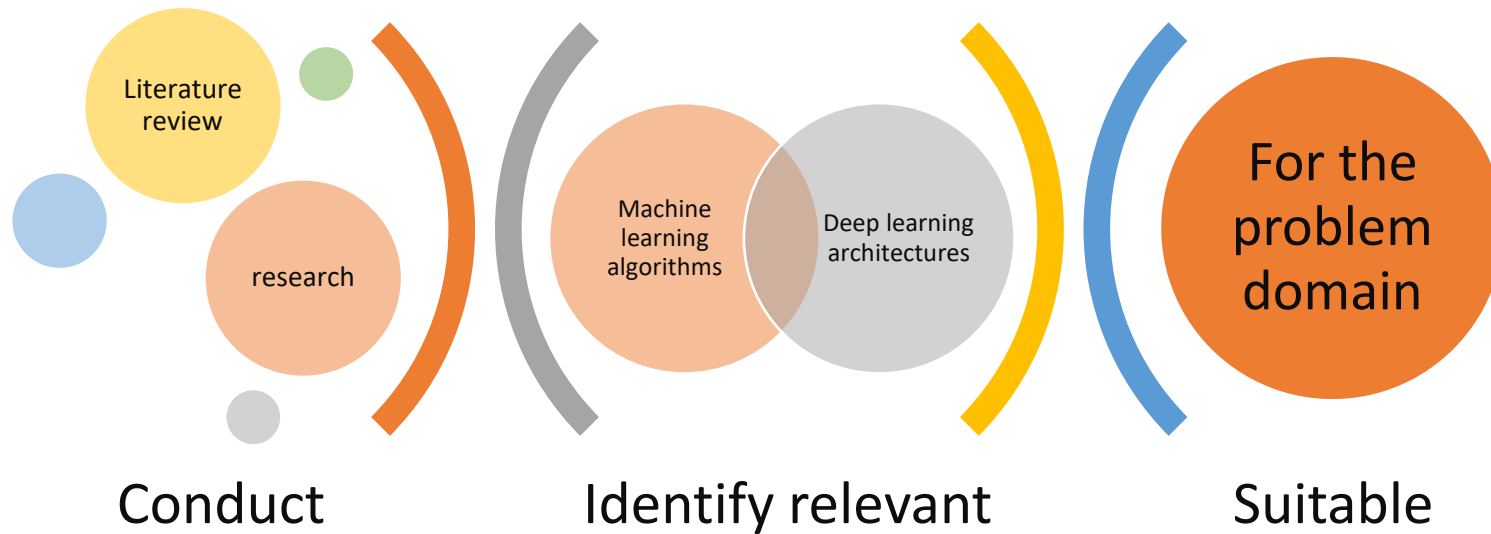 Literature
review
research
Conduct
Machine
learning
algorithms
Deep learning
architectures
Identify relevant
For the
problem
domain
Suitable